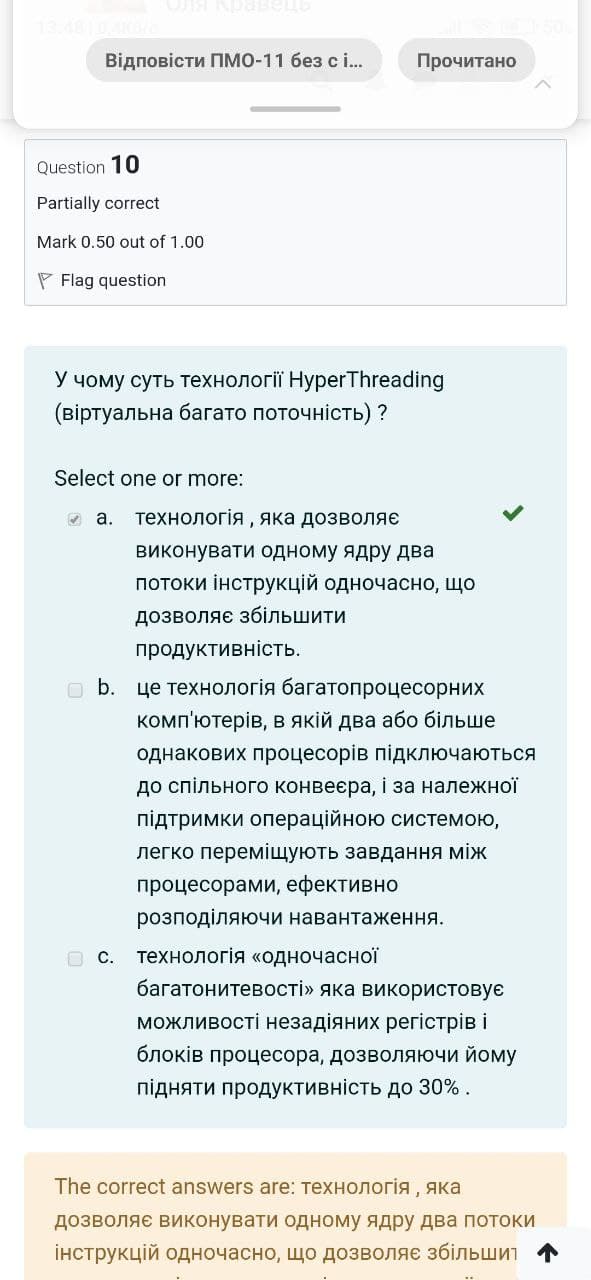 Оля Кравець
13:48 | 0,4KБ/с
Відповісти ПМО-11 без с і...
Прочитано
Question 10
Partially correct
Mark 0.50 out of 1.00
Flag question
У чому суть технології HyperThreading
(віртуальна багато поточність) ?
Select one or more:
a. технологія , яка дозволяє
виконувати одному ядру два
потоки інструкцій одночасно, що
дозволяє збільшити
продуктивність.
b. це технологія багатопроцесорних
комп'ютерів, в якій два або більше
однакових процесорів підключаються
до спільного конвеєра, і за належної
підтримки операційною системою,
легко переміщують завдання між
процесорами, ефективно
розподіляючи навантаження.
c. технологія «одночасної
багатонитевості» яка використовує
можливості незадіяних регістрів і
блоків процесора, дозволяючи йому
підняти продуктивність до 30% .
The correct answers are: технологія , яка
дозволяє виконувати одному ядру два потоки
інструкцій одночасно, що дозволяє збільшит